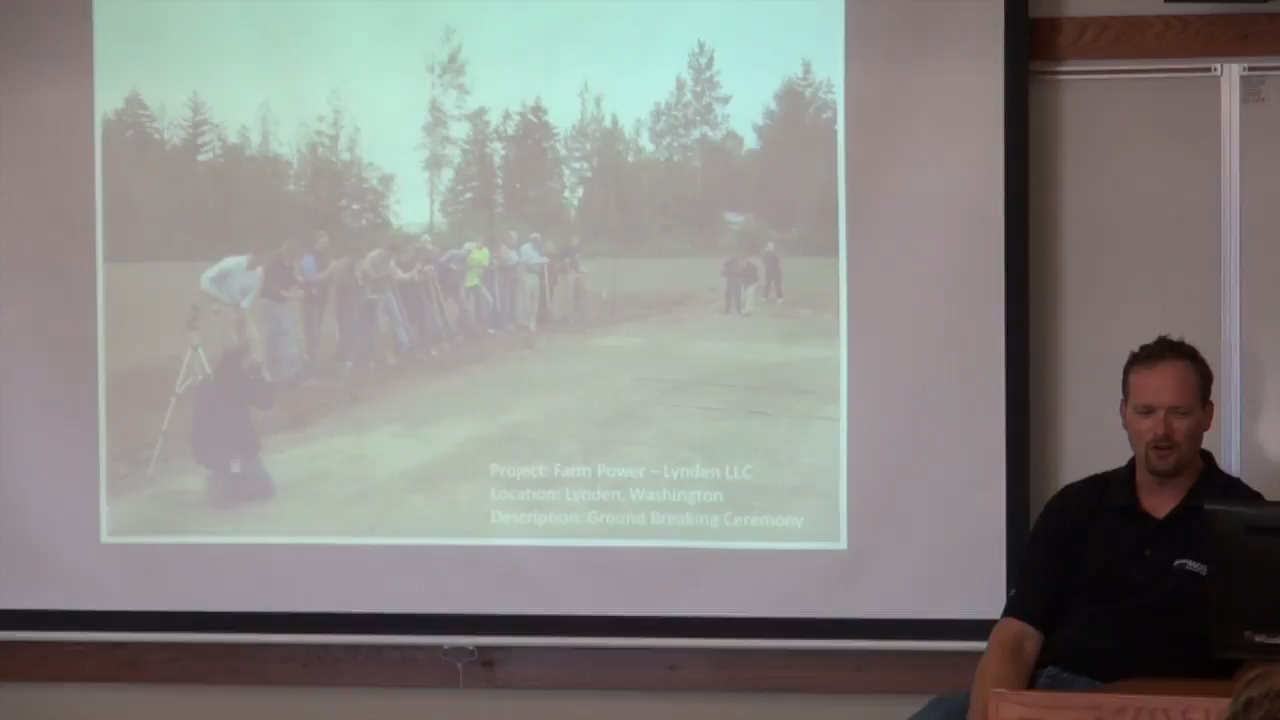 Project: Farm Power – Lynden LLC
Location: Lynden, Washington
Description: Ground Breaking Ceremony